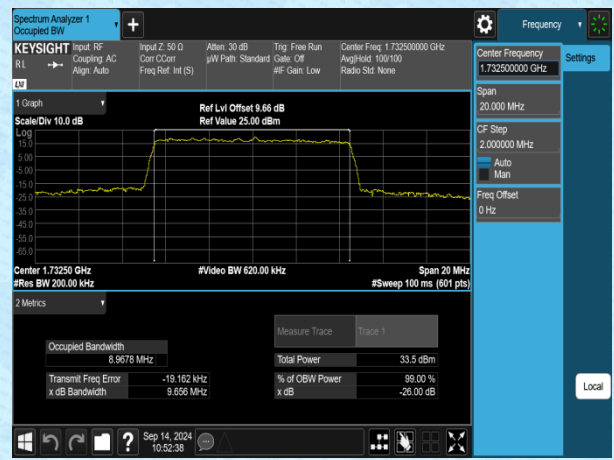 Spectrum Analyzer 1
Occupied BW
Frequency
KEYSIGHT
R L
Input: RF
Coupling: AC
Align: Auto
Input Z: 50 Ω
Corr CCorr
Freq Ref: Int (S)
Atten: 30 dB
µW Path: Standard
Trig: Free Run
Gate: Off
#IF Gain: Low
Center Freq: 1.732500000 GHz
Avg|Hold: 100/100
Radio Std: None
Center Frequency
1.732500000 GHz
Settings
Span
20.000 MHz
CF Step
2.000000 MHz
Auto
Man
Freq Offset
0 Hz
1 Graph
Scale/Div 10.0 dB
Ref Lvl Offset 9.66 dB
Ref Value 25.00 dBm
Log
15.0
5.00
-5.00
-15.0
-25.0
-35.0
-45.0
-55.0
-65.0
Center 1.73250 GHz
#Res BW 200.00 kHz
#Video BW 620.00 kHz
Span 20 MHz
#Sweep 100 ms (601 pts)
2 Metrics
Measure Trace
Trace 1
Occupied Bandwidth
8.9678 MHz
Total Power
33.5 dBm
Transmit Freq Error
-19.162 kHz
% of OBW Power
99.00 %
x dB Bandwidth
9.656 MHz
x dB
-26.00 dB
Local
?
Sep 14, 2024
10:52:38